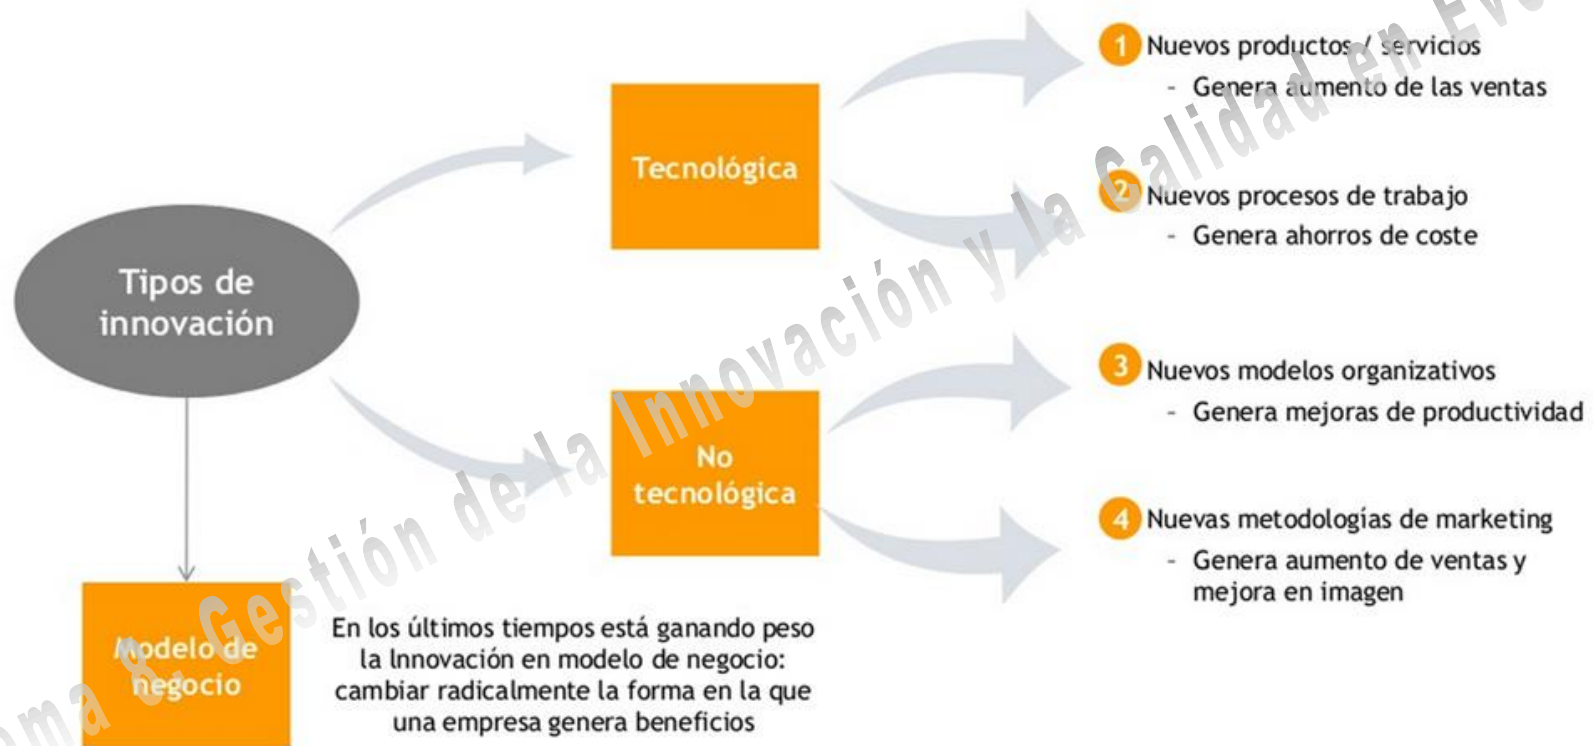 Tipos de
innovación
Tecnológica
1 Nuevos productos / servicios
- Genera aumento de las ventas
2 Nuevos procesos de trabajo
- Genera ahorros de coste
No
tecnológica
3 Nuevos modelos organizativos
- Genera mejoras de productividad
4 Nuevas metodologías de marketing
- Genera aumento de ventas y
mejora en imagen
Modelo de
negocio
En los últimos tiempos está ganando peso
la Innovación en modelo de negocio:
cambiar radicalmente la forma en la que
una empresa genera beneficios
ma 8. Gestión de la Innovación y la Calidad en Eve